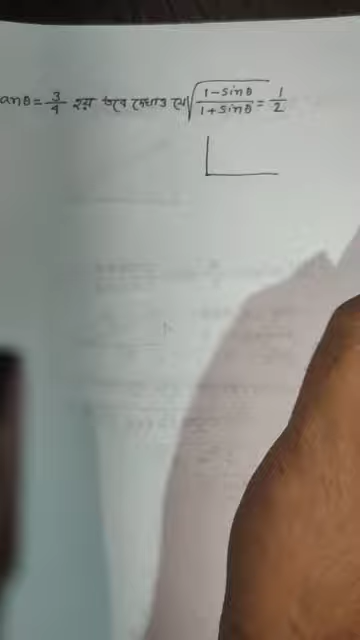 anθ = 3/4 হয় তবে দেখাও যে √(1-sinθ/1+sinθ) = 1/2